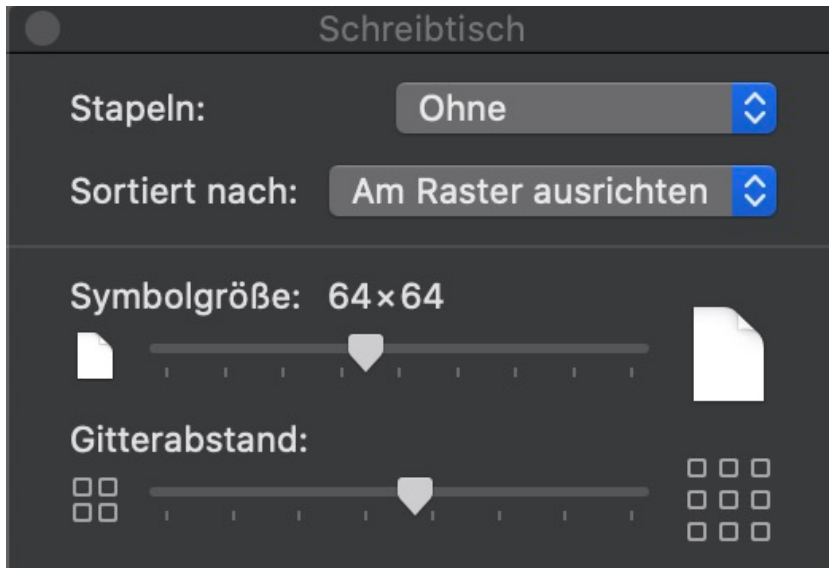 Schreibtisch
Stapeln: Ohne
Sortiert nach: Am Raster ausrichten
Symbolgröße: 64×64
Gitterabstand: